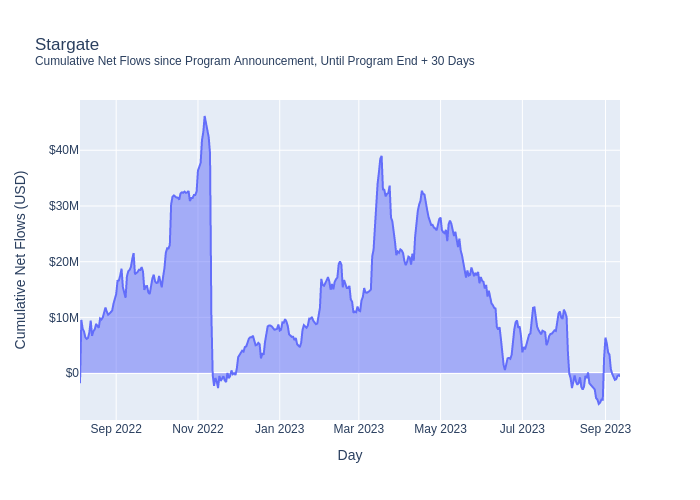 Stargate
Cumulative Net Flows since Program Announcement, Until Program End + 30 Days
Cumulative Net Flows (USD)
$40M
$30M
$20M
$10M
$0
Sep 2022 Nov 2022 Jan 2023 Mar 2023 May 2023 Jul 2023 Sep 2023
Day